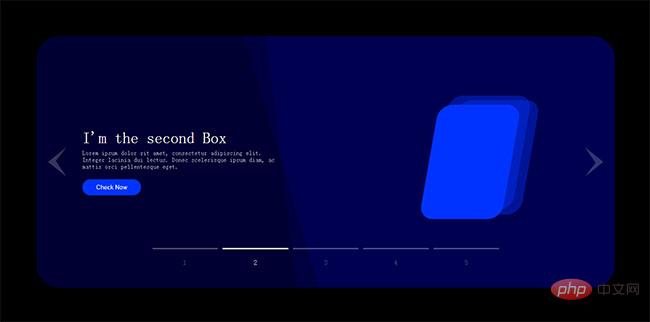 I'm the second Box
Lorem ipsum dolor sit amet, consectetur adipiscing elit.
Integer lacinia dui lectus. Donec scelerisque ipsum diam, ac
mattis orci pellentesque eget.
Check Now
1 2 3 4 5
php 中文网